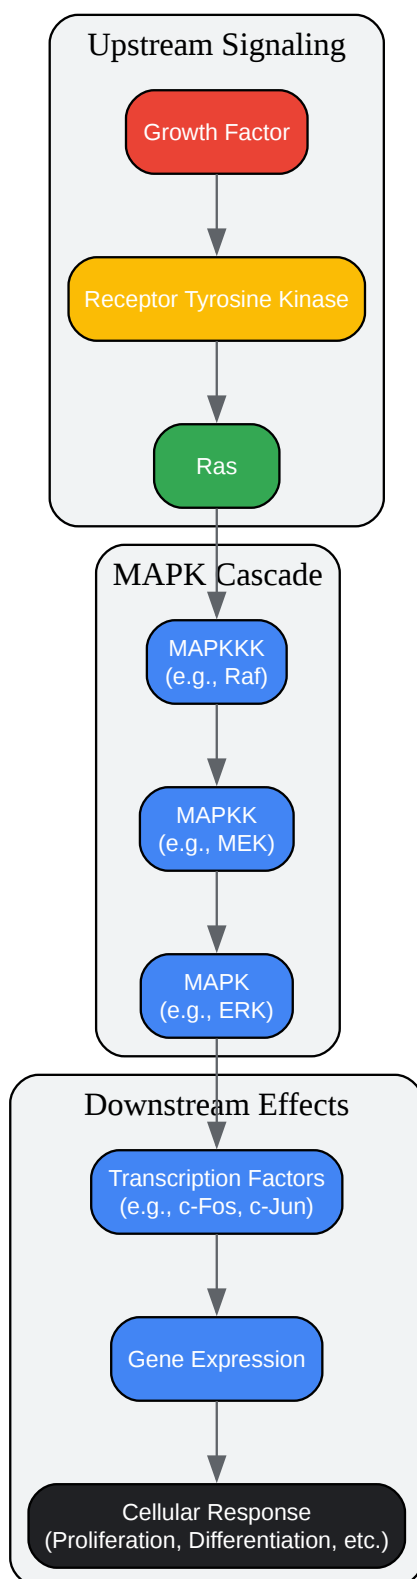 Upstream Signaling
Growth Factor
Receptor Tyrosine Kinase
Ras
MAPK Cascade
MAPKKK
(e.g., Raf)
MAPKK
(e.g., MEK)
MAPK
(e.g., ERK)
Downstream Effects
Transcription Factors
(e.g., c-Fos, c-Jun)
Gene Expression
Cellular Response
(Proliferation, Differentiation, etc.)